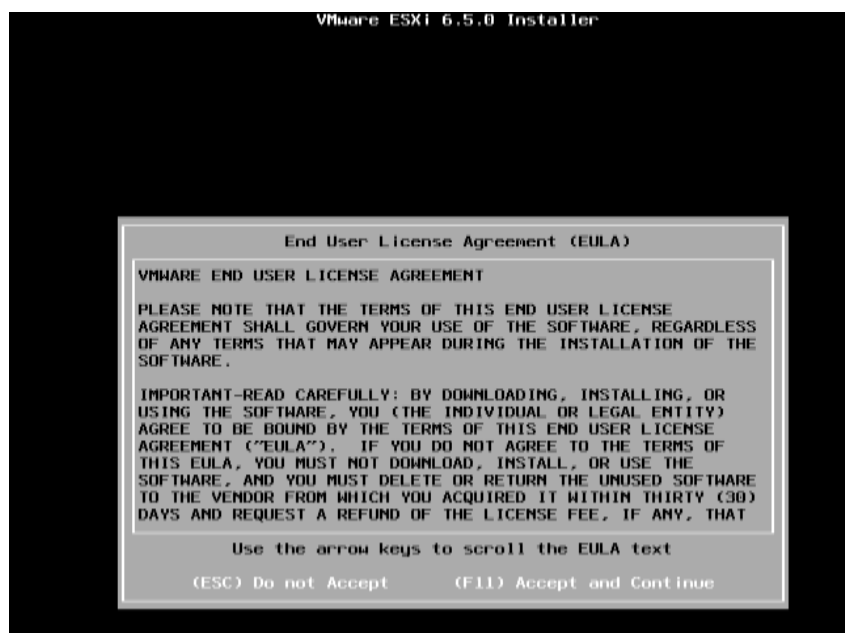 VMware ESXi 6.5.0 Installer
End User License Agreement (EULA)
VMWARE END USER LICENSE AGREEMENT
PLEASE NOTE THAT THE TERMS OF THIS END USER LICENSE
AGREEMENT SHALL GOVERN YOUR USE OF THE SOFTWARE, REGARDLESS
OF ANY TERMS THAT MAY APPEAR DURING THE INSTALLATION OF THE
SOFTWARE.
IMPORTANT-READ CAREFULLY: BY DOWNLOADING, INSTALLING, OR
USING THE SOFTWARE, YOU (THE INDIVIDUAL OR LEGAL ENTITY)
AGREE TO BE BOUND BY THE TERMS OF THIS END USER LICENSE
AGREEMENT ("EULA"). IF YOU DO NOT AGREE TO THE TERMS OF
THIS EULA, YOU MUST NOT DOWNLOAD, INSTALL, OR USE THE
SOFTWARE, AND YOU MUST DELETE OR RETURN THE UNUSED SOFTWARE
TO THE VENDOR FROM WHICH YOU ACQUIRED IT WITHIN THIRTY (30)
DAYS AND REQUEST A REFUND OF THE LICENSE FEE, IF ANY, THAT
Use the arrow keys to scroll the EULA text
(ESC) Do not Accept (F11) Accept and Continue